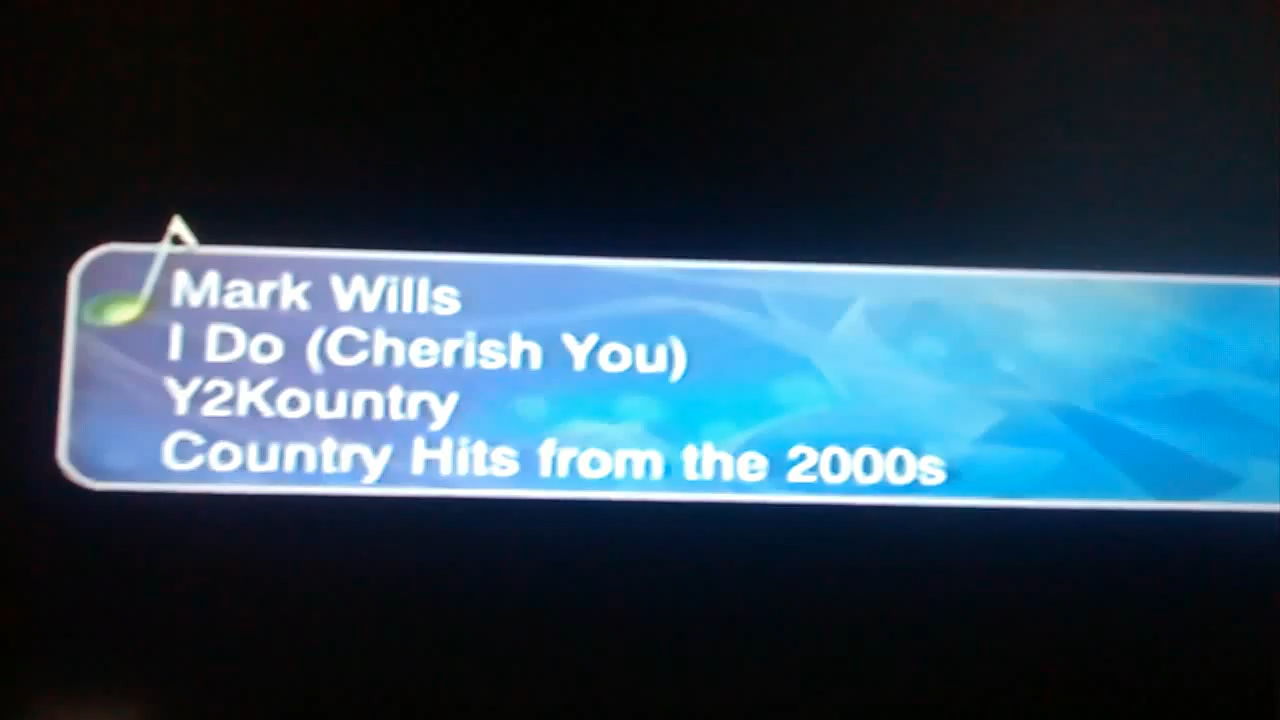 Mark Wills
I Do (Cherish You)
Y2Kountry
Country Hits from the 2000s